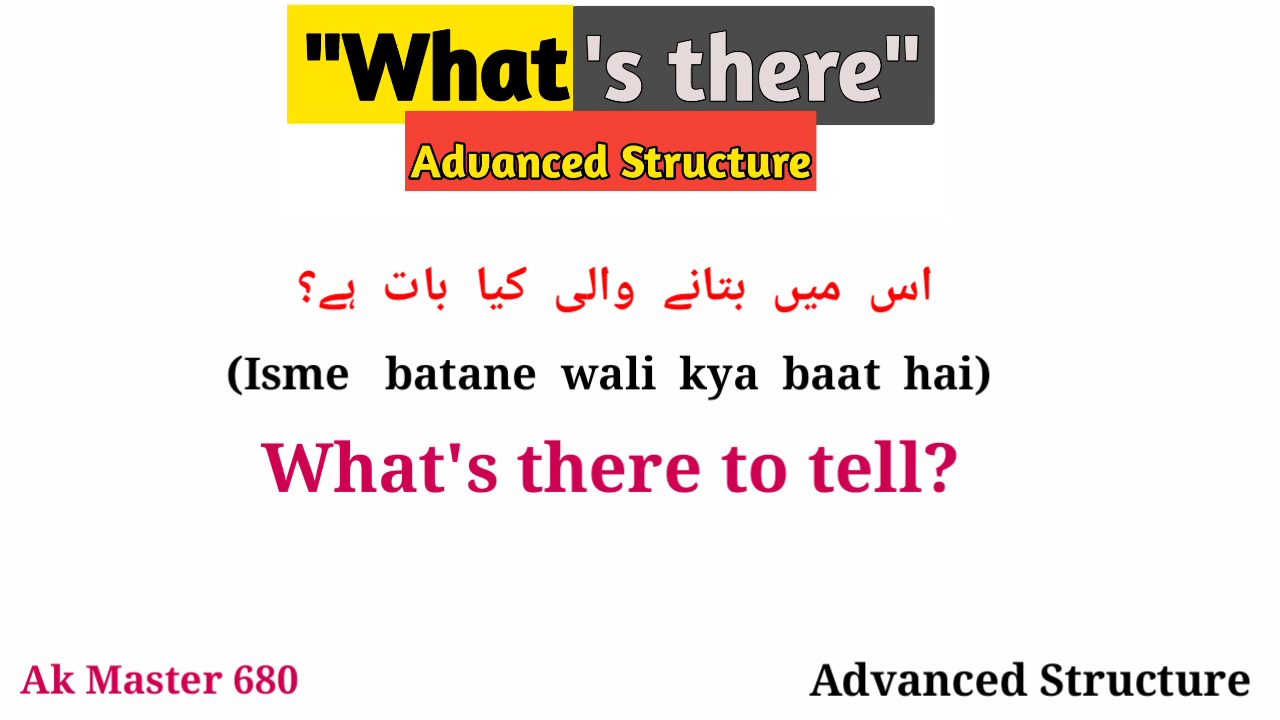 "What's there"
Advanced Structure
اس میں بتانے والی کیا بات ہے؟
(Isme batane wali kya baat hai)
What's there to tell?
Ak Master 680
Advanced Structure